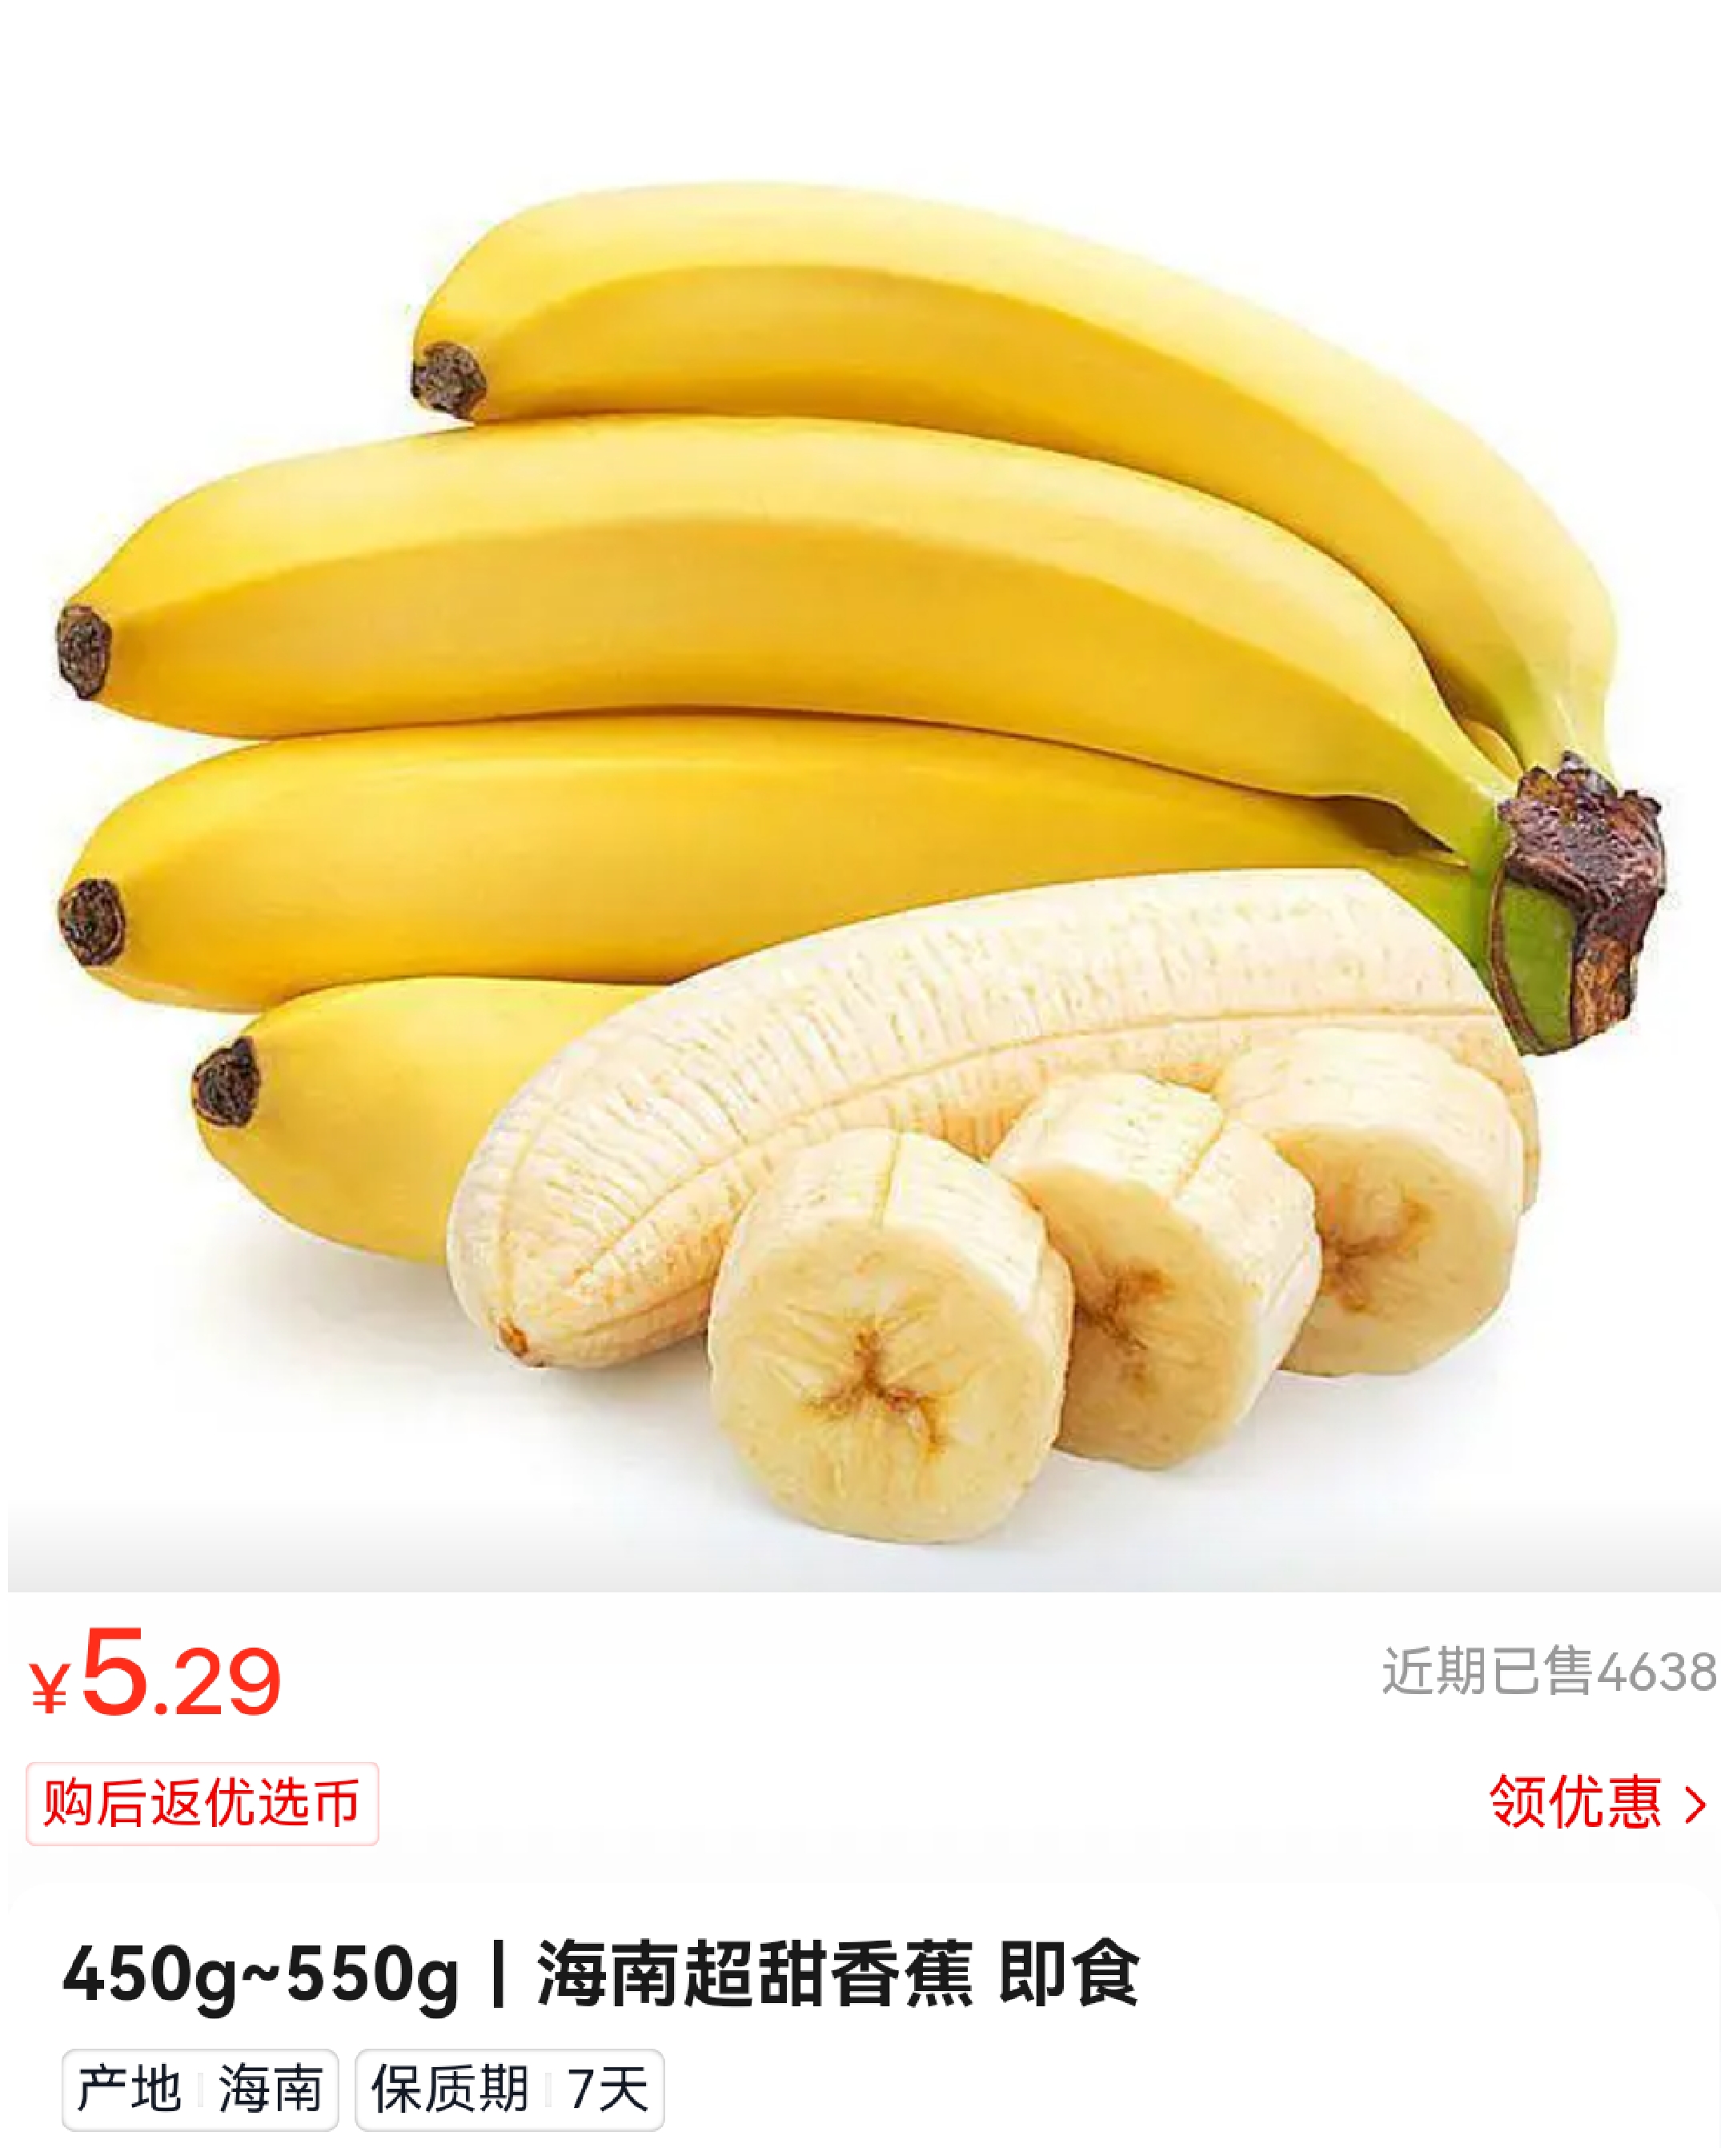 ¥5.29
近期已售4638
购后返优选币
领优惠 >
450g~550g | 海南超甜香蕉 即食
产地 海南 保质期 7天